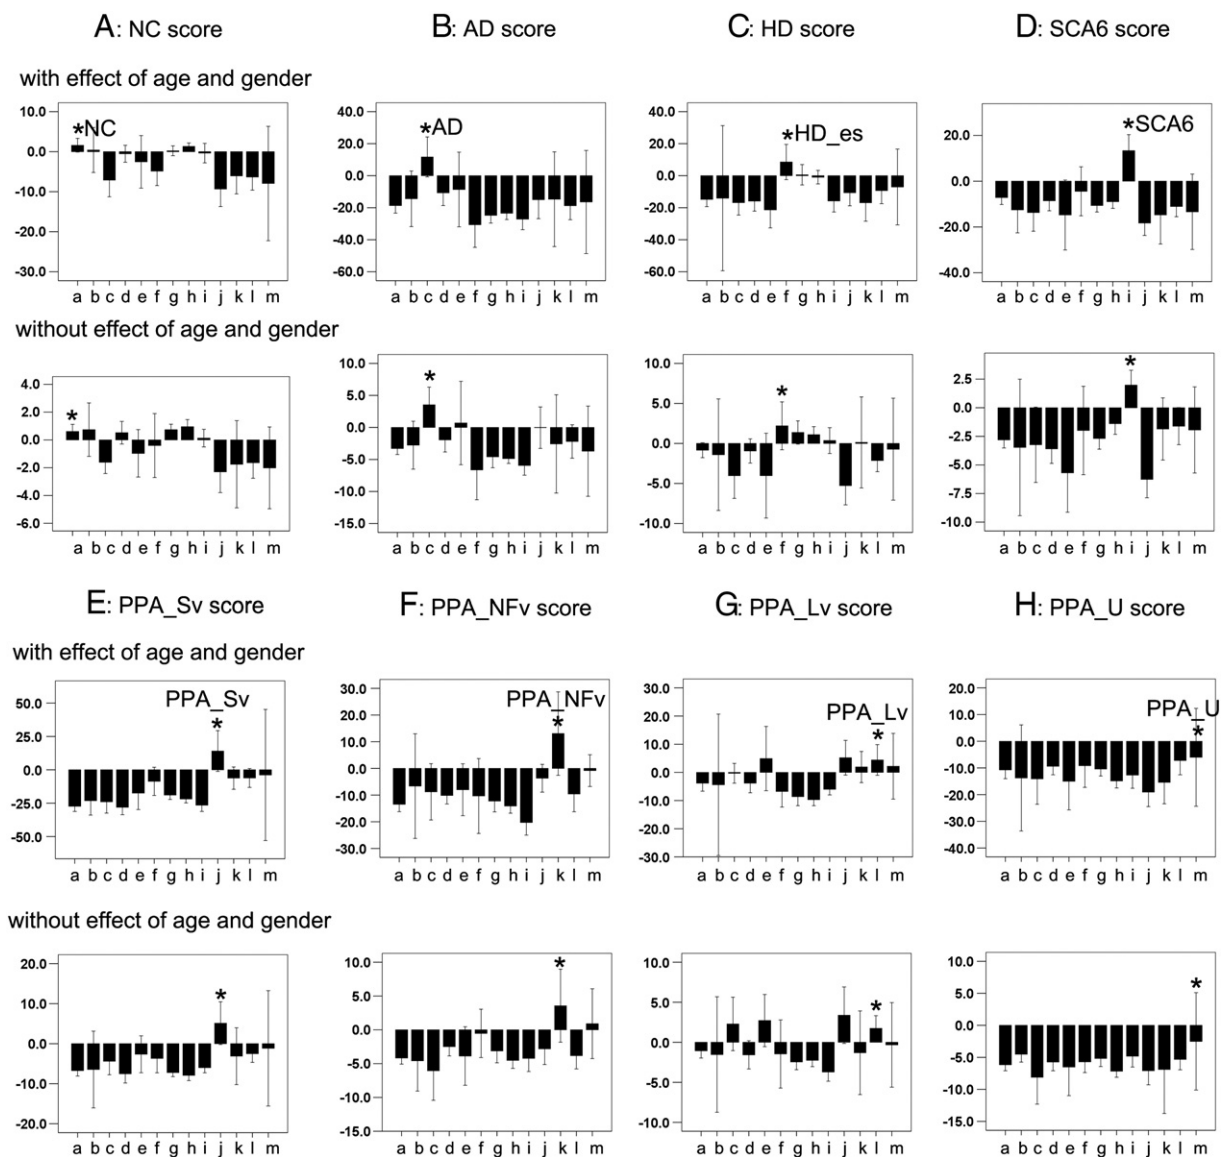 A: NC score
B: AD score
C: HD score
D: SCA6 score
with effect of age and gender
10.0
0.0
-10.0
-20.0
-30.0
*NC
a b c d e f g h i j k l m
40.0
20.0
0.0
-20.0
-40.0
-60.0
*AD
a b c d e f g h i j k l m
40.0
20.0
0.0
-20.0
-40.0
-60.0
*HD_es
a b c d e f g h i j k l m
20.0
0.0
-20.0
-40.0
*SCA6
a b c d e f g h i j k l m
without effect of age and gender
4.0
2.0
0.0
-2.0
-4.0
-6.0
*
a b c d e f g h i j k l m
10.0
5.0
0.0
-5.0
-10.0
-15.0
*
a b c d e f g h i j k l m
10.0
5.0
0.0
-5.0
-10.0
*
a b c d e f g h i j k l m
2.5
0.0
-2.5
-5.0
-7.5
-10.0
*
a b c d e f g h i j k l m
E: PPA_Sv score
F: PPA_NFv score
G: PPA_Lv score
H: PPA_U score
with effect of age and gender
50.0
25.0
0.0
-25.0
-50.0
PPA_Sv
*
a b c d e f g h i j k l m
30.0
20.0
10.0
0.0
-10.0
-20.0
-30.0
PPA_NFv
*
a b c d e f g h i j k l m
30.0
20.0
10.0
0.0
-10.0
-20.0
-30.0
PPA_Lv
*
a b c d e f g h i j k l m
20.0
10.0
0.0
-10.0
-20.0
-30.0
-40.0
PPA_U
*
a b c d e f g h i j k l m
without effect of age and gender
20.0
10.0
0.0
-10.0
-20.0
*
a b c d e f g h i j k l m
10.0
5.0
0.0
-5.0
-10.0
-15.0
*
a b c d e f g h i j k l m
10.0
5.0
0.0
-5.0
-10.0
*
a b c d e f g h i j k l m
10.0
5.0
0.0
-5.0
-10.0
-15.0
*
a b c d e f g h i j k l m